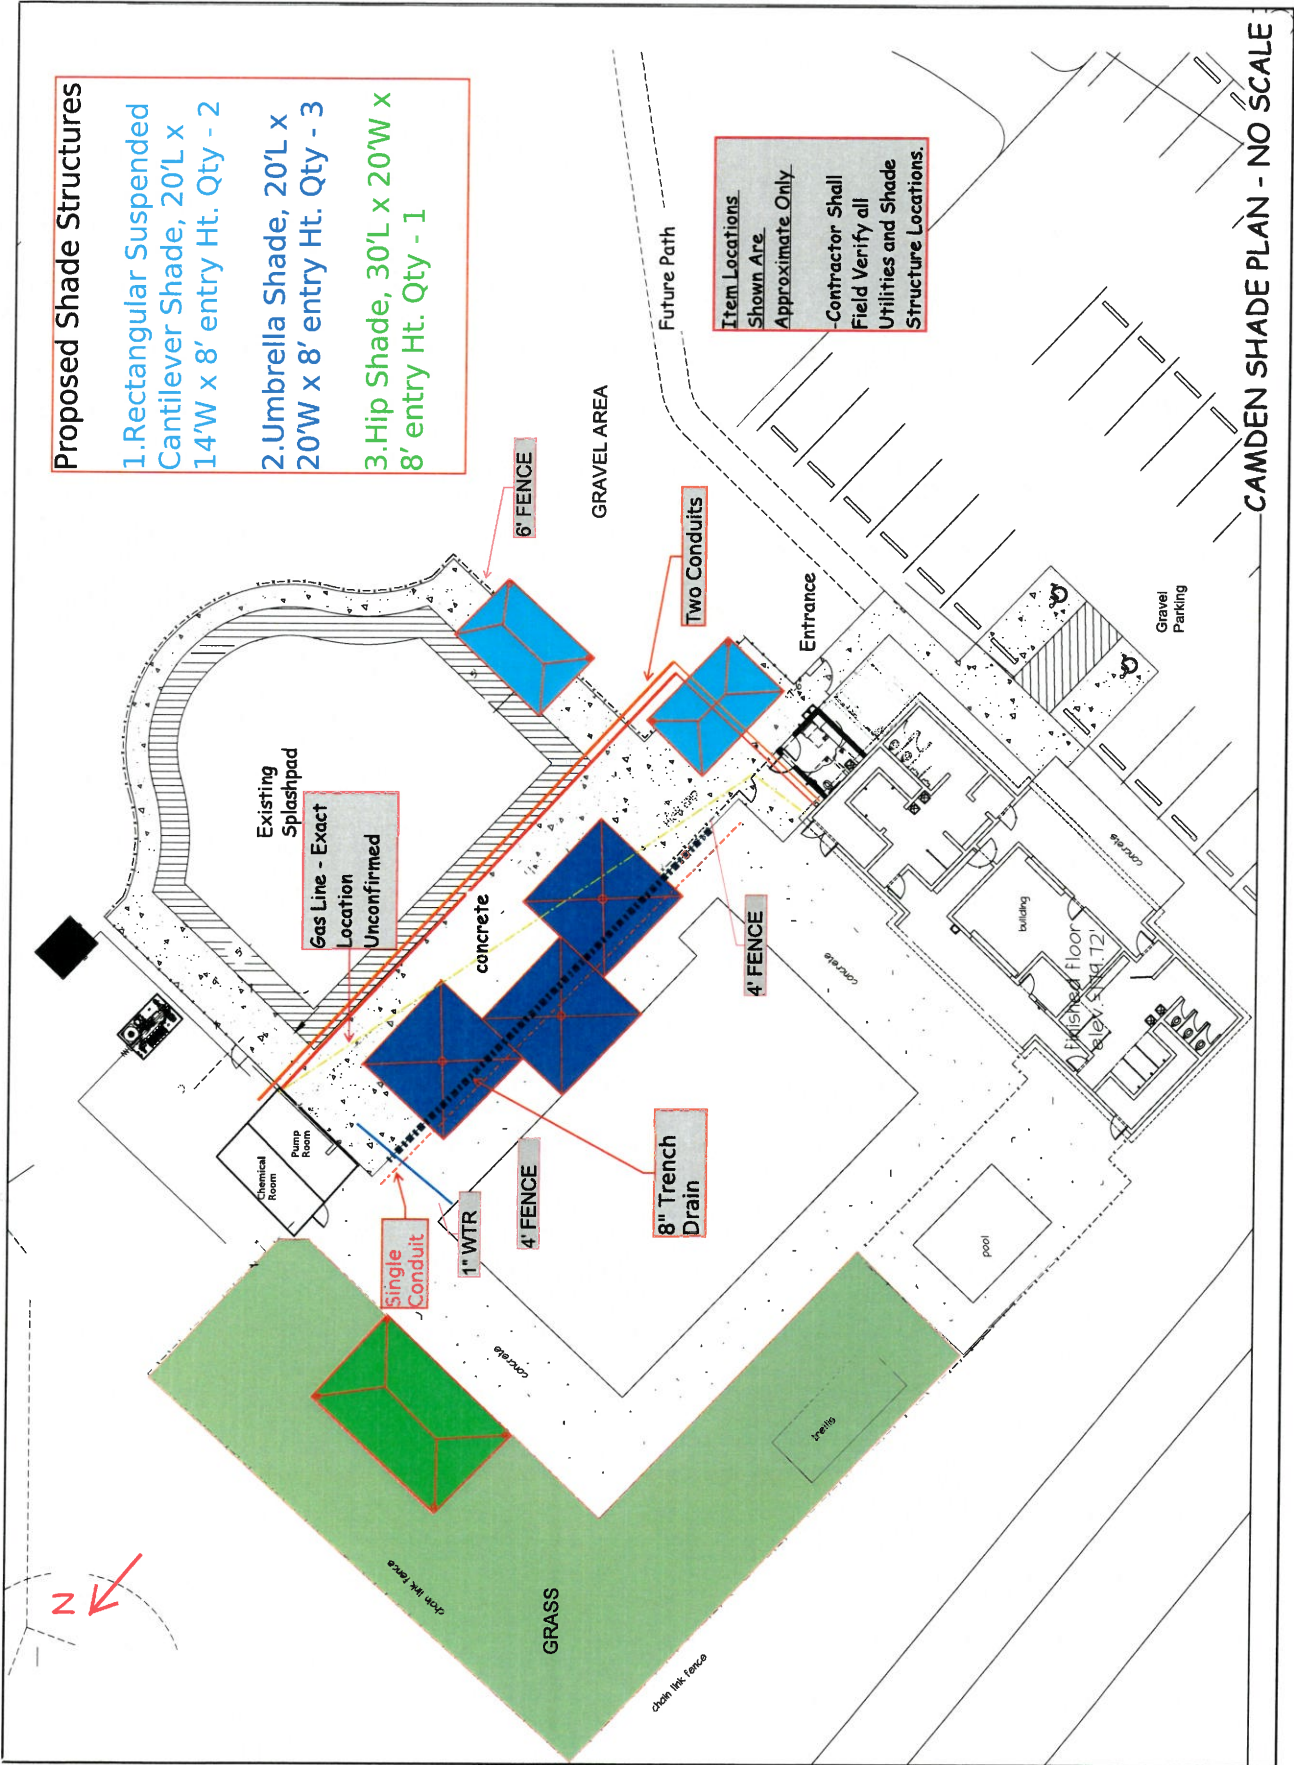 Proposed Shade Structures
1.Rectangular Suspended
Cantilever Shade, 20'L x
14'W x 8' entry Ht. Qty - 2
2.Umbrella Shade, 20'L x
20'W x 8' entry Ht. Qty - 3
3.Hip Shade, 30'L x 20'W x
8' entry Ht. Qty - 1
Item Locations
Shown Are
Approximate Only
-Contractor Shall
Field Verify all
Utilities and Shade
Structure Locations.
Future Path
GRAVEL AREA
6' FENCE
Two Conduits
Entrance
Gravel
Parking
Existing
Splashpad
Gas Line - Exact
Location
Unconfirmed
concrete
4' FENCE
concrete
concrete
building
finished floor
Pump
Room
Chemical
Room
Single
Conduit
1" WTR
4' FENCE
8" Trench
Drain
pool
concrete
trellis
chain link fence
GRASS
chain link fence
N
CAMDEN SHADE PLAN - NO SCALE